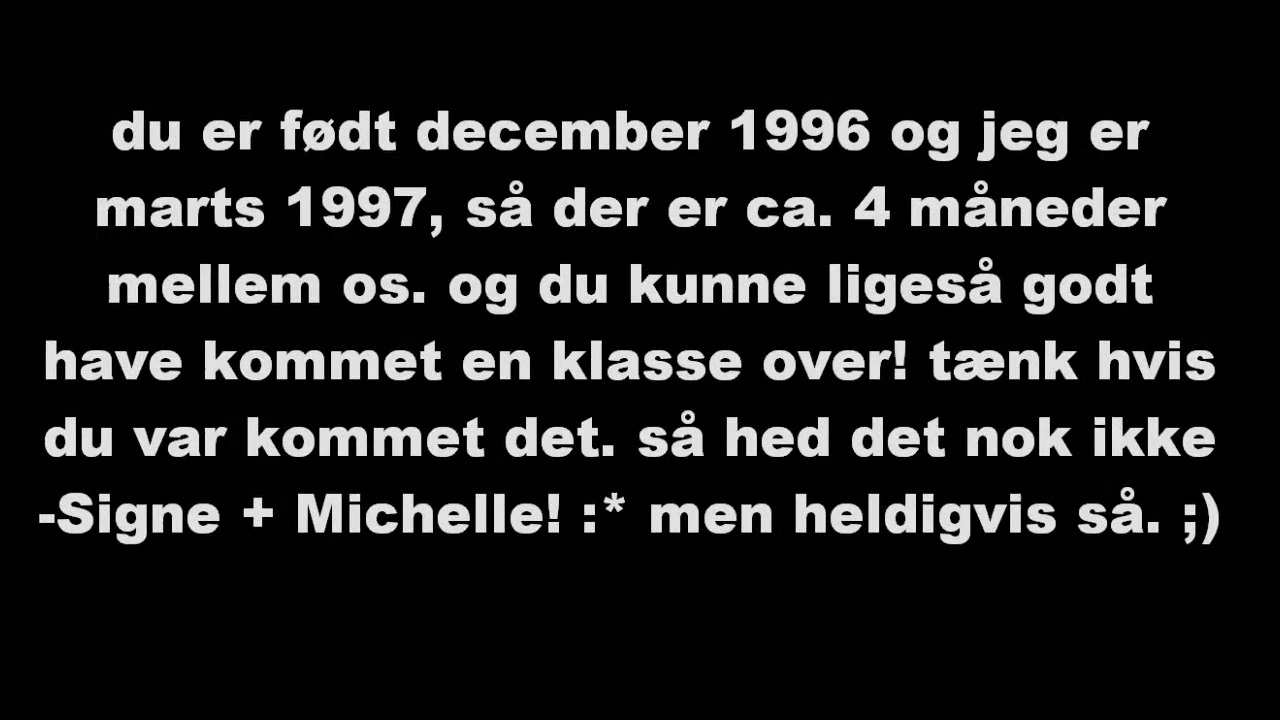 du er født december 1996 og jeg er
marts 1997, så der er ca. 4 måneder
mellem os. og du kunne ligeså godt
have kommet en klasse over! tænk hvis
du var kommet det. så hed det nok ikke
-Signe + Michelle! :* men heldigvis så. ;)